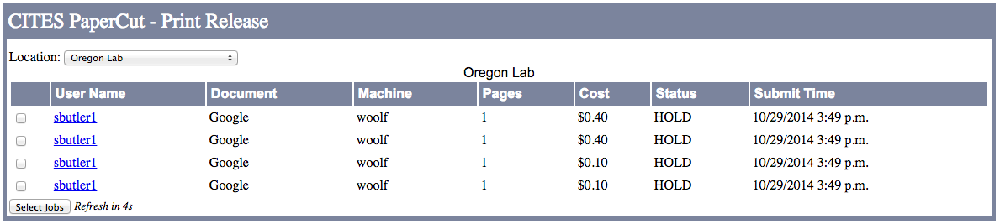 CITES PaperCut - Print Release
Location: Oregon Lab
Oregon Lab
User Name Document Machine Pages Cost Status Submit Time
sbutler1 Google woolf 1 $0.40 HOLD 10/29/2014 3:49 p.m.
sbutler1 Google woolf 1 $0.40 HOLD 10/29/2014 3:49 p.m.
sbutler1 Google woolf 1 $0.10 HOLD 10/29/2014 3:49 p.m.
sbutler1 Google woolf 1 $0.10 HOLD 10/29/2014 3:49 p.m.
Select Jobs Refresh in 4s